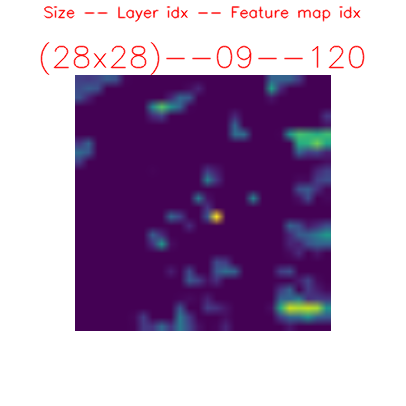 Size -- Layer idx -- Feature map idx
(28x28)--09--120